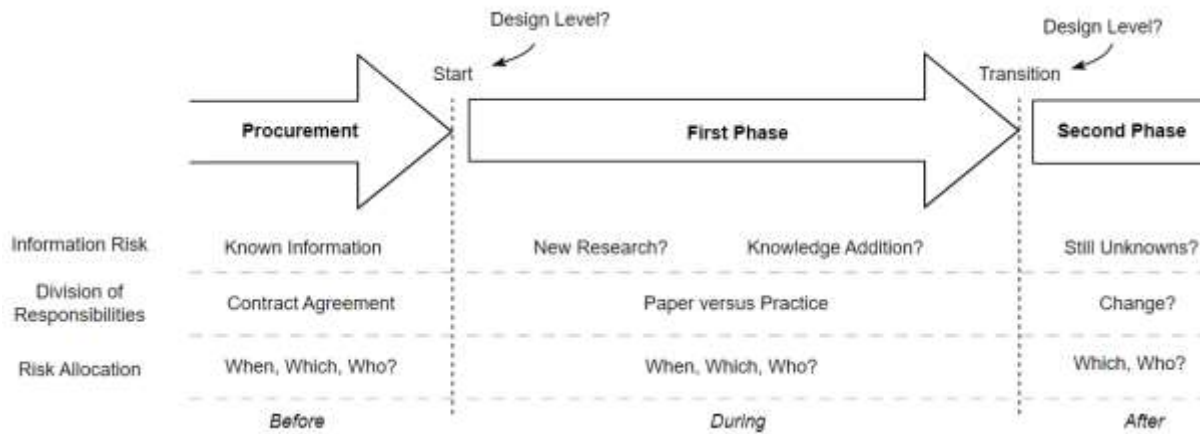 Design Level?
Design Level?
Start
Transition
Procurement
First Phase
Second Phase
Information Risk
Known Information
New Research?
Knowledge Addition?
Still Unknowns?
Division of
Responsibilities
Contract Agreement
Paper versus Practice
Change?
Risk Allocation
When, Which, Who?
When, Which, Who?
Which, Who?
Before
During
After